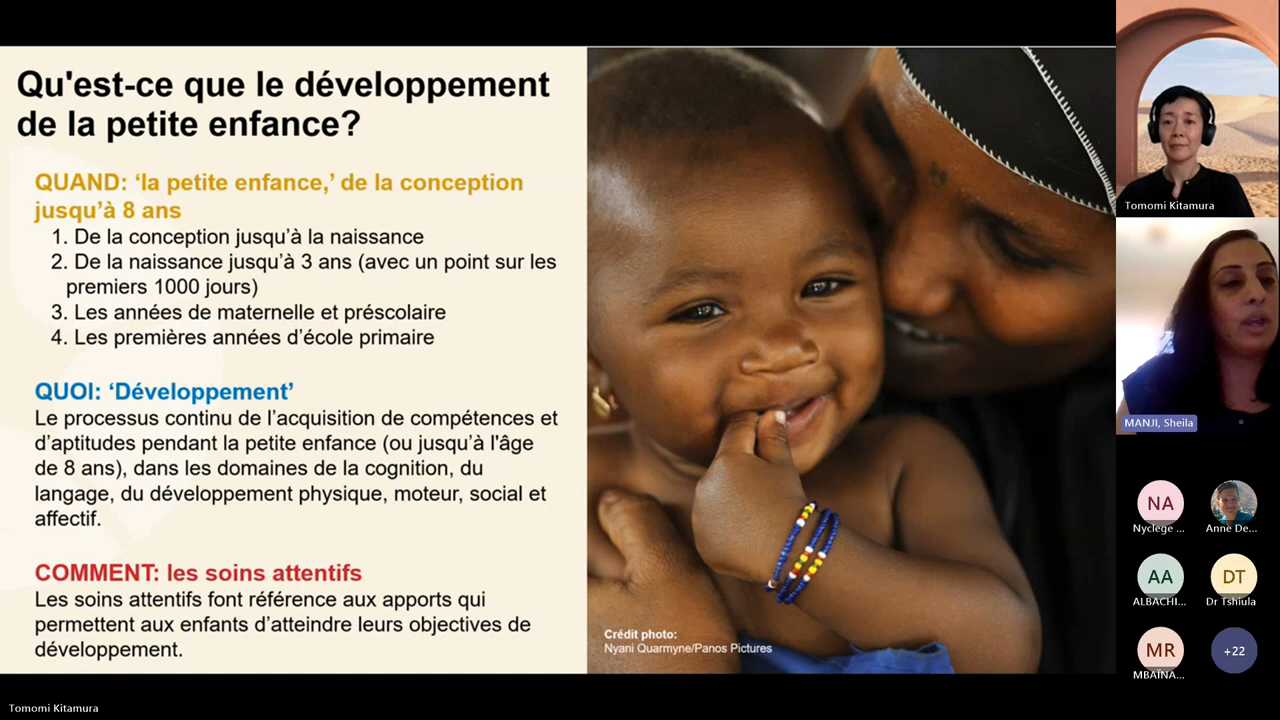 Qu'est-ce que le développement
de la petite enfance?
QUAND: ‘la petite enfance,’ de la conception
jusqu’à 8 ans
1. De la conception jusqu’à la naissance
2. De la naissance jusqu’à 3 ans (avec un point sur les
premiers 1000 jours)
3. Les années de maternelle et préscolaire
4. Les premières années d’école primaire
QUOI: ‘Développement’
Le processus continu de l’acquisition de compétences et
d’aptitudes pendant la petite enfance (ou jusqu’à l'âge
de 8 ans), dans les domaines de la cognition, du
langage, du développement physique, moteur, social et
affectif.
COMMENT: les soins attentifs
Les soins attentifs font référence aux apports qui
permettent aux enfants d’atteindre leurs objectives de
développement.
Crédit photo:
Nyani Quarmyne/Panos Pictures
Tomomi Kitamura
MANJI, Sheila
NA
Nyclege ...
Anne De...
AA
ALBACHI...
DT
Dr Tshiula
MR
MBAÏNA...
+22
Tomomi Kitamura